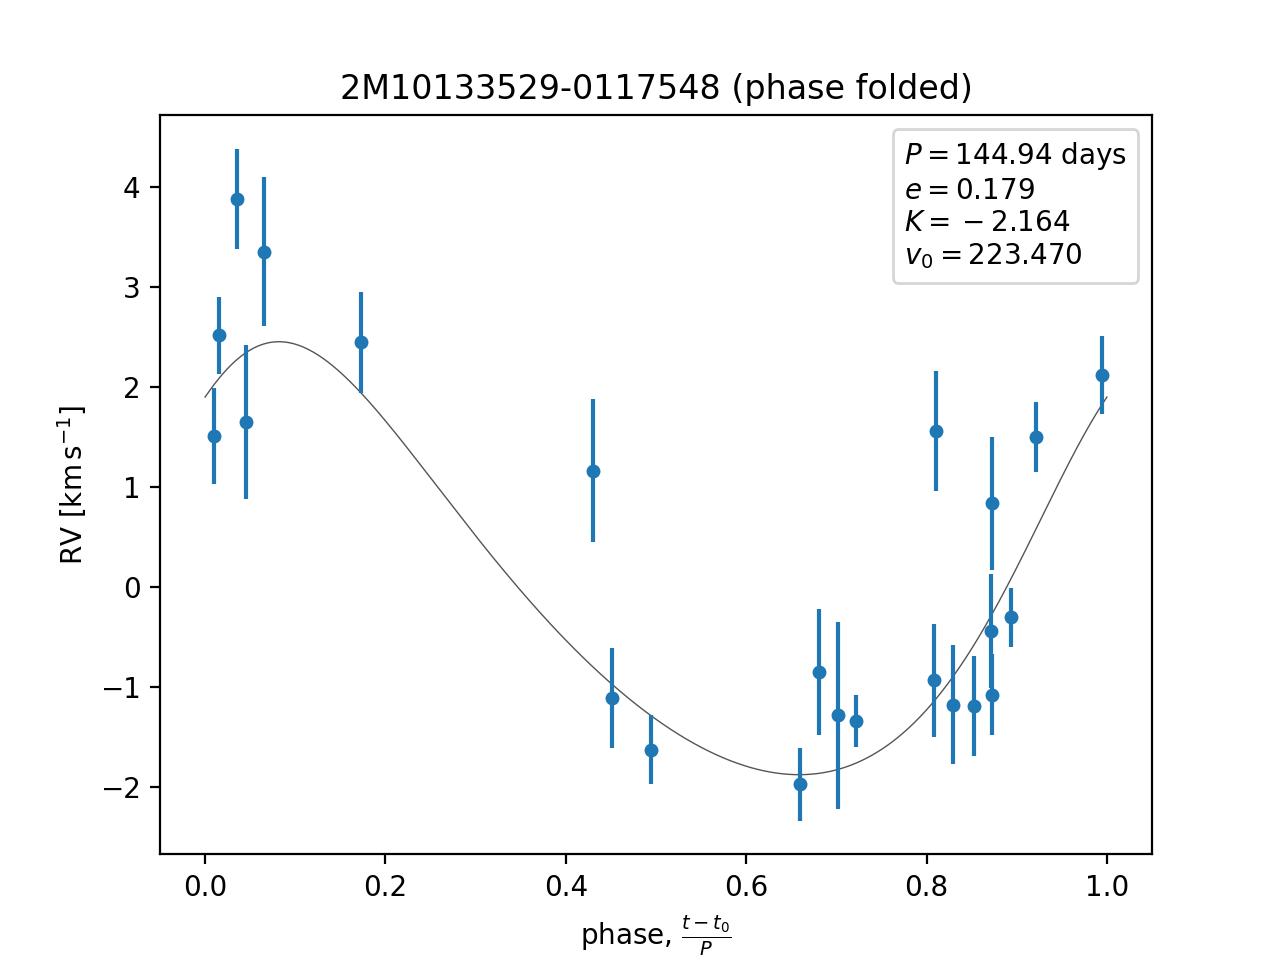 2M10133529-0117548 (phase folded)
P = 144.94 days
e = 0.179
K = −2.164
v₀ = 223.470
RV [km s⁻¹]
4
3
2
1
0
−1
−2
0.0 0.2 0.4 0.6 0.8 1.0
phase, (t − t₀)/P